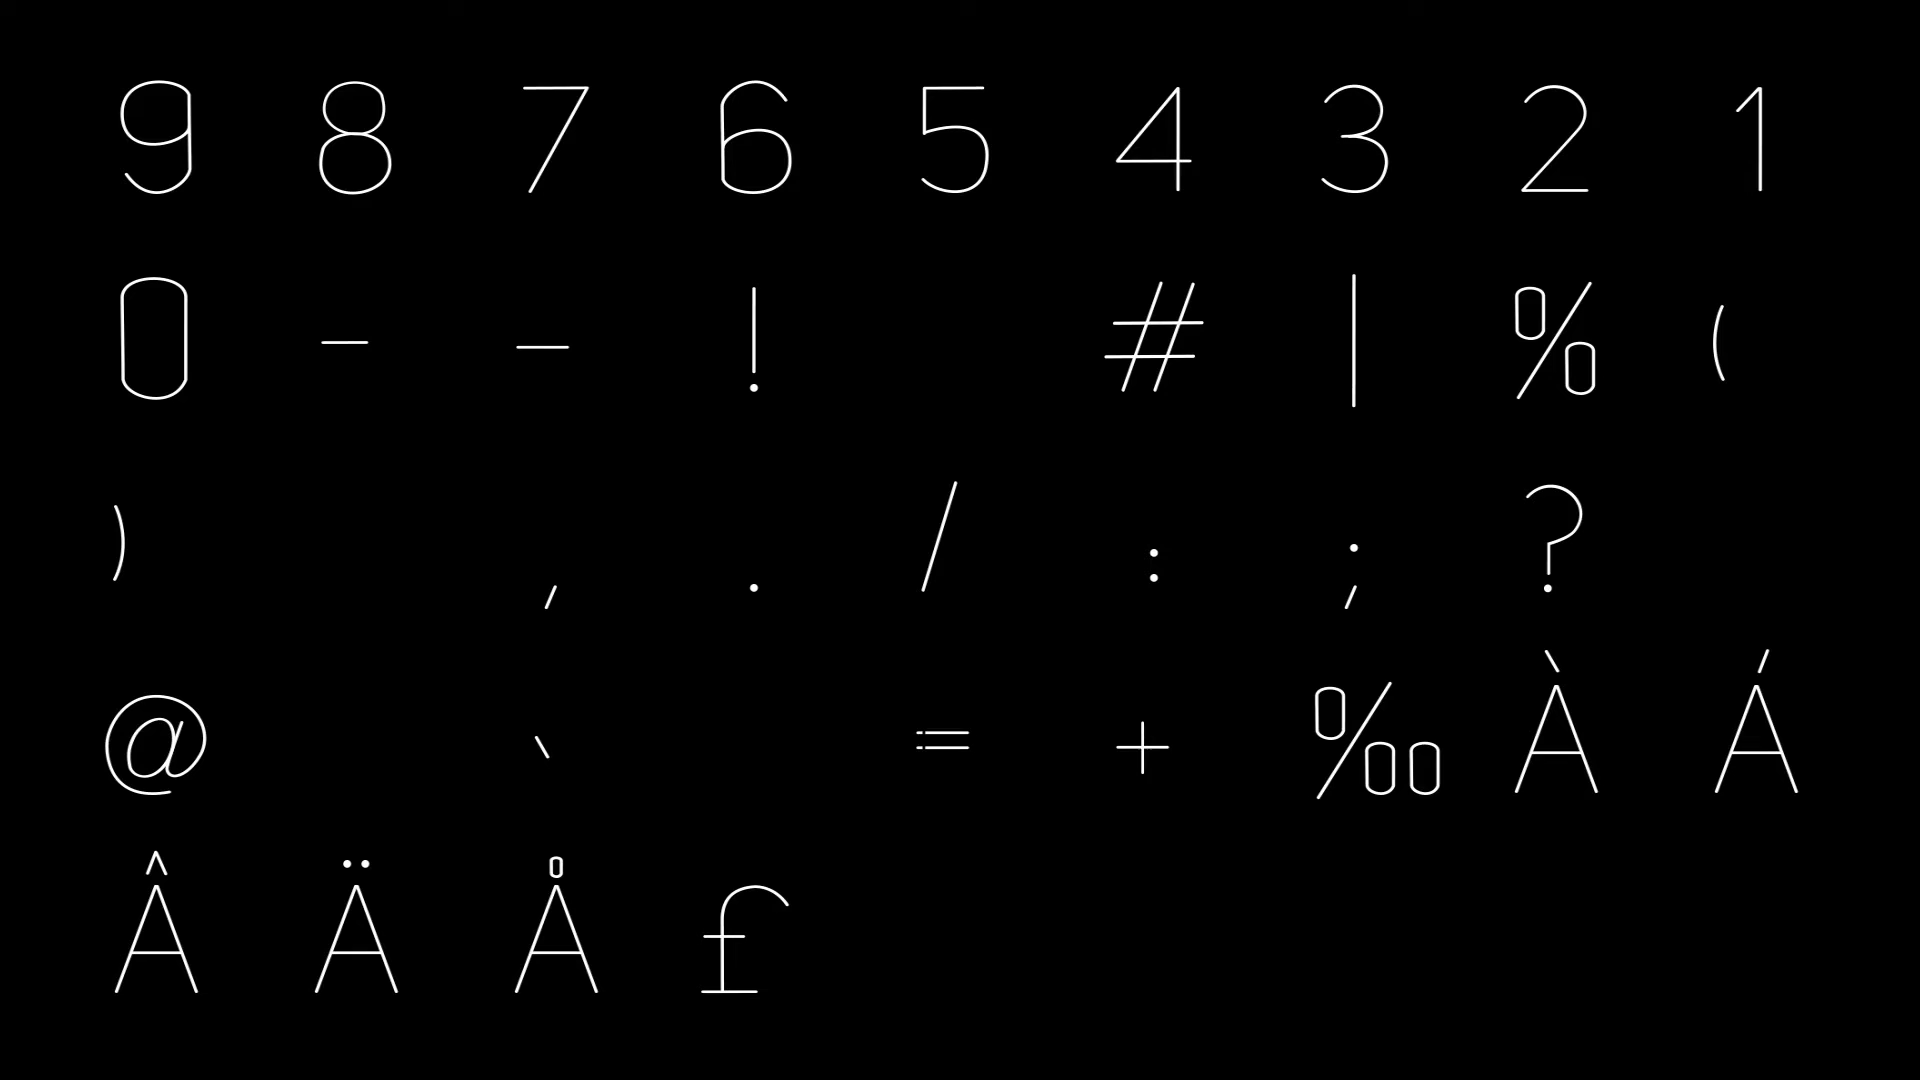 9 8 7 6 5 4 3 2 1
0 - – ! # | % (
) , . / : ; ?
@ ` = + ‰ À Á
Â Ä Å £